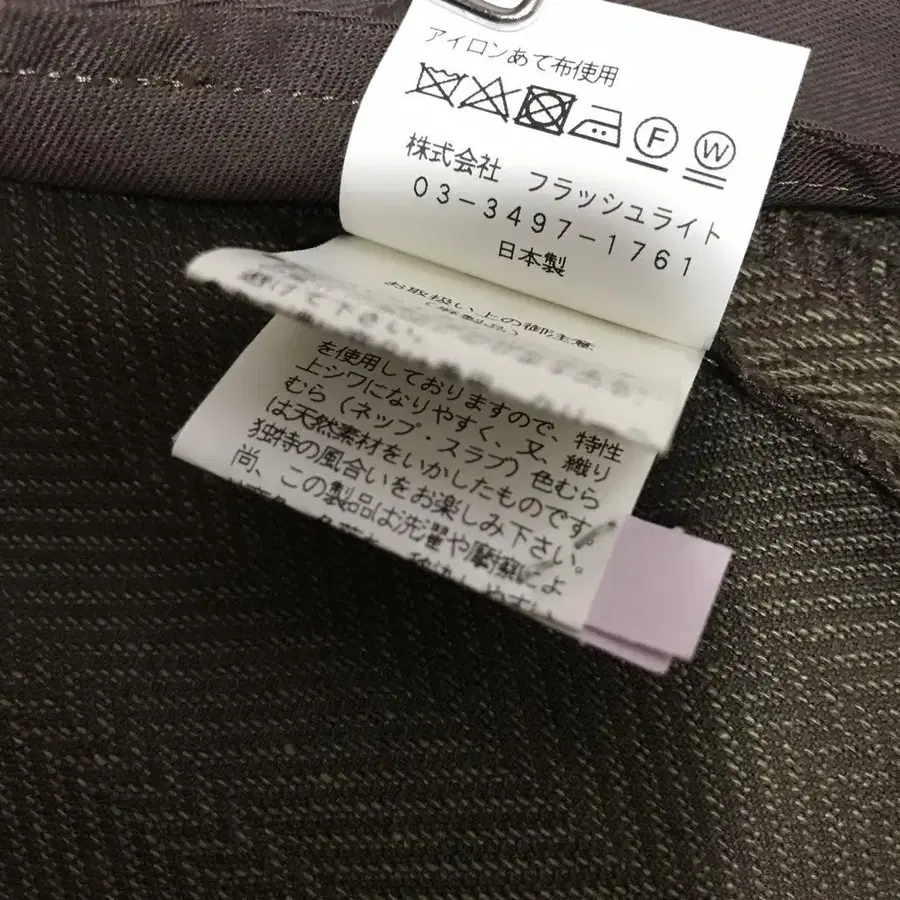 アイロンあて布使用
F W
株式会社 フラッシュライト
03-3497-1761
日本製
お取扱い上の御注意
(麻製品)
を使用しておりますので、特性
上シワになりやすく、又、織り
むら(ネップ・スラブ)色むら
は天然素材をいかしたものです。
独特の風合いをお楽しみ下さい。
尚、この製品は洗濯や摩擦によ